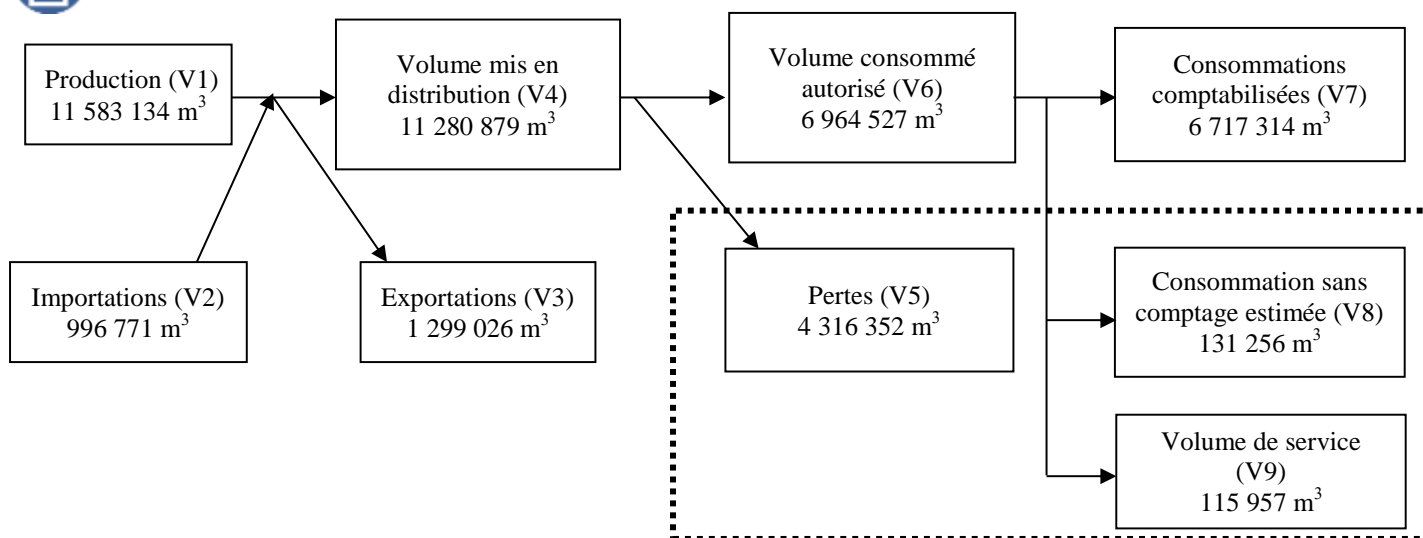 Production (V1)
11 583 134 m³
Volume mis en
distribution (V4)
11 280 879 m³
Volume consommé
autorisé (V6)
6 964 527 m³
Consommations
comptabilisées (V7)
6 717 314 m³
Importations (V2)
996 771 m³
Exportations (V3)
1 299 026 m³
Pertes (V5)
4 316 352 m³
Consommation sans
comptage estimée (V8)
131 256 m³
Volume de service
(V9)
115 957 m³